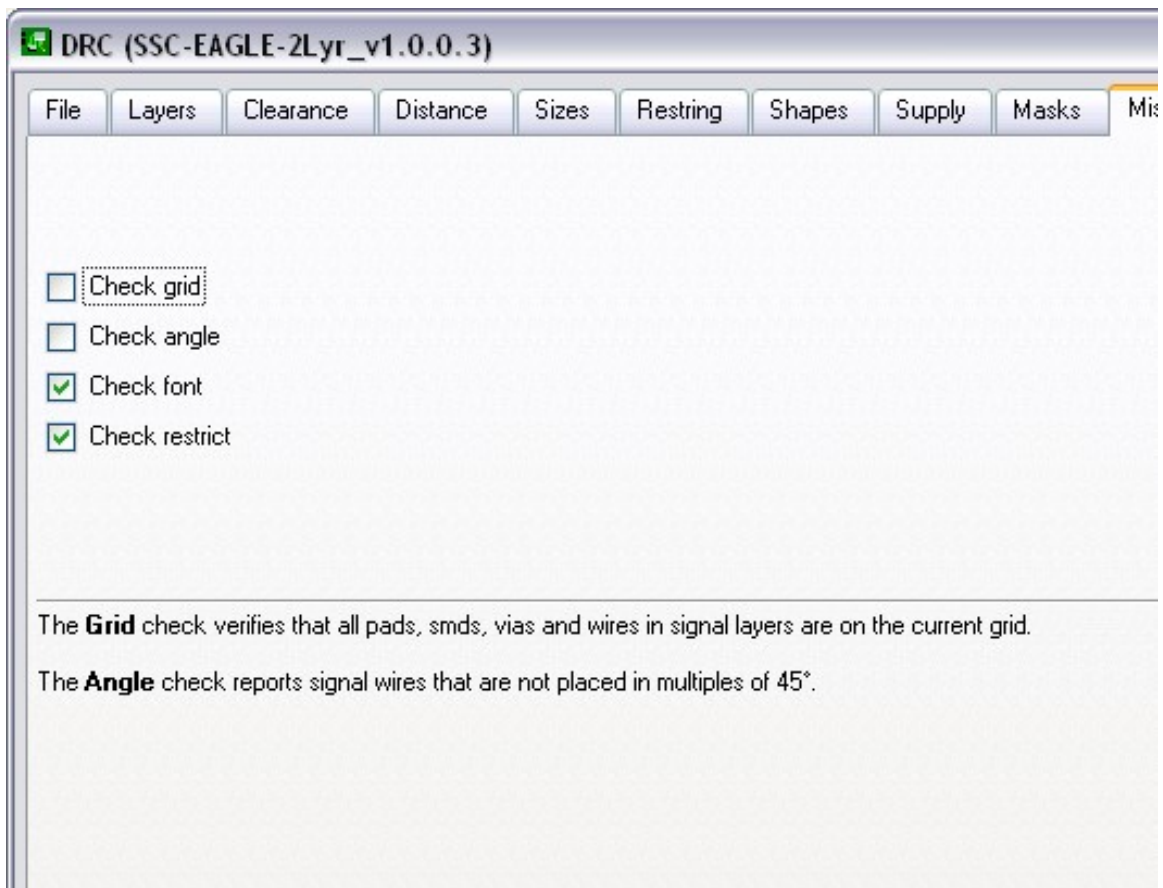 DRC (SSC-EAGLE-2Lyr_v1.0.0.3)
File Layers Clearance Distance Sizes Restring Shapes Supply Masks Mis
Check grid
Check angle
Check font
Check restrict
The Grid check verifies that all pads, smds, vias and wires in signal layers are on the current grid.
The Angle check reports signal wires that are not placed in multiples of 45°.